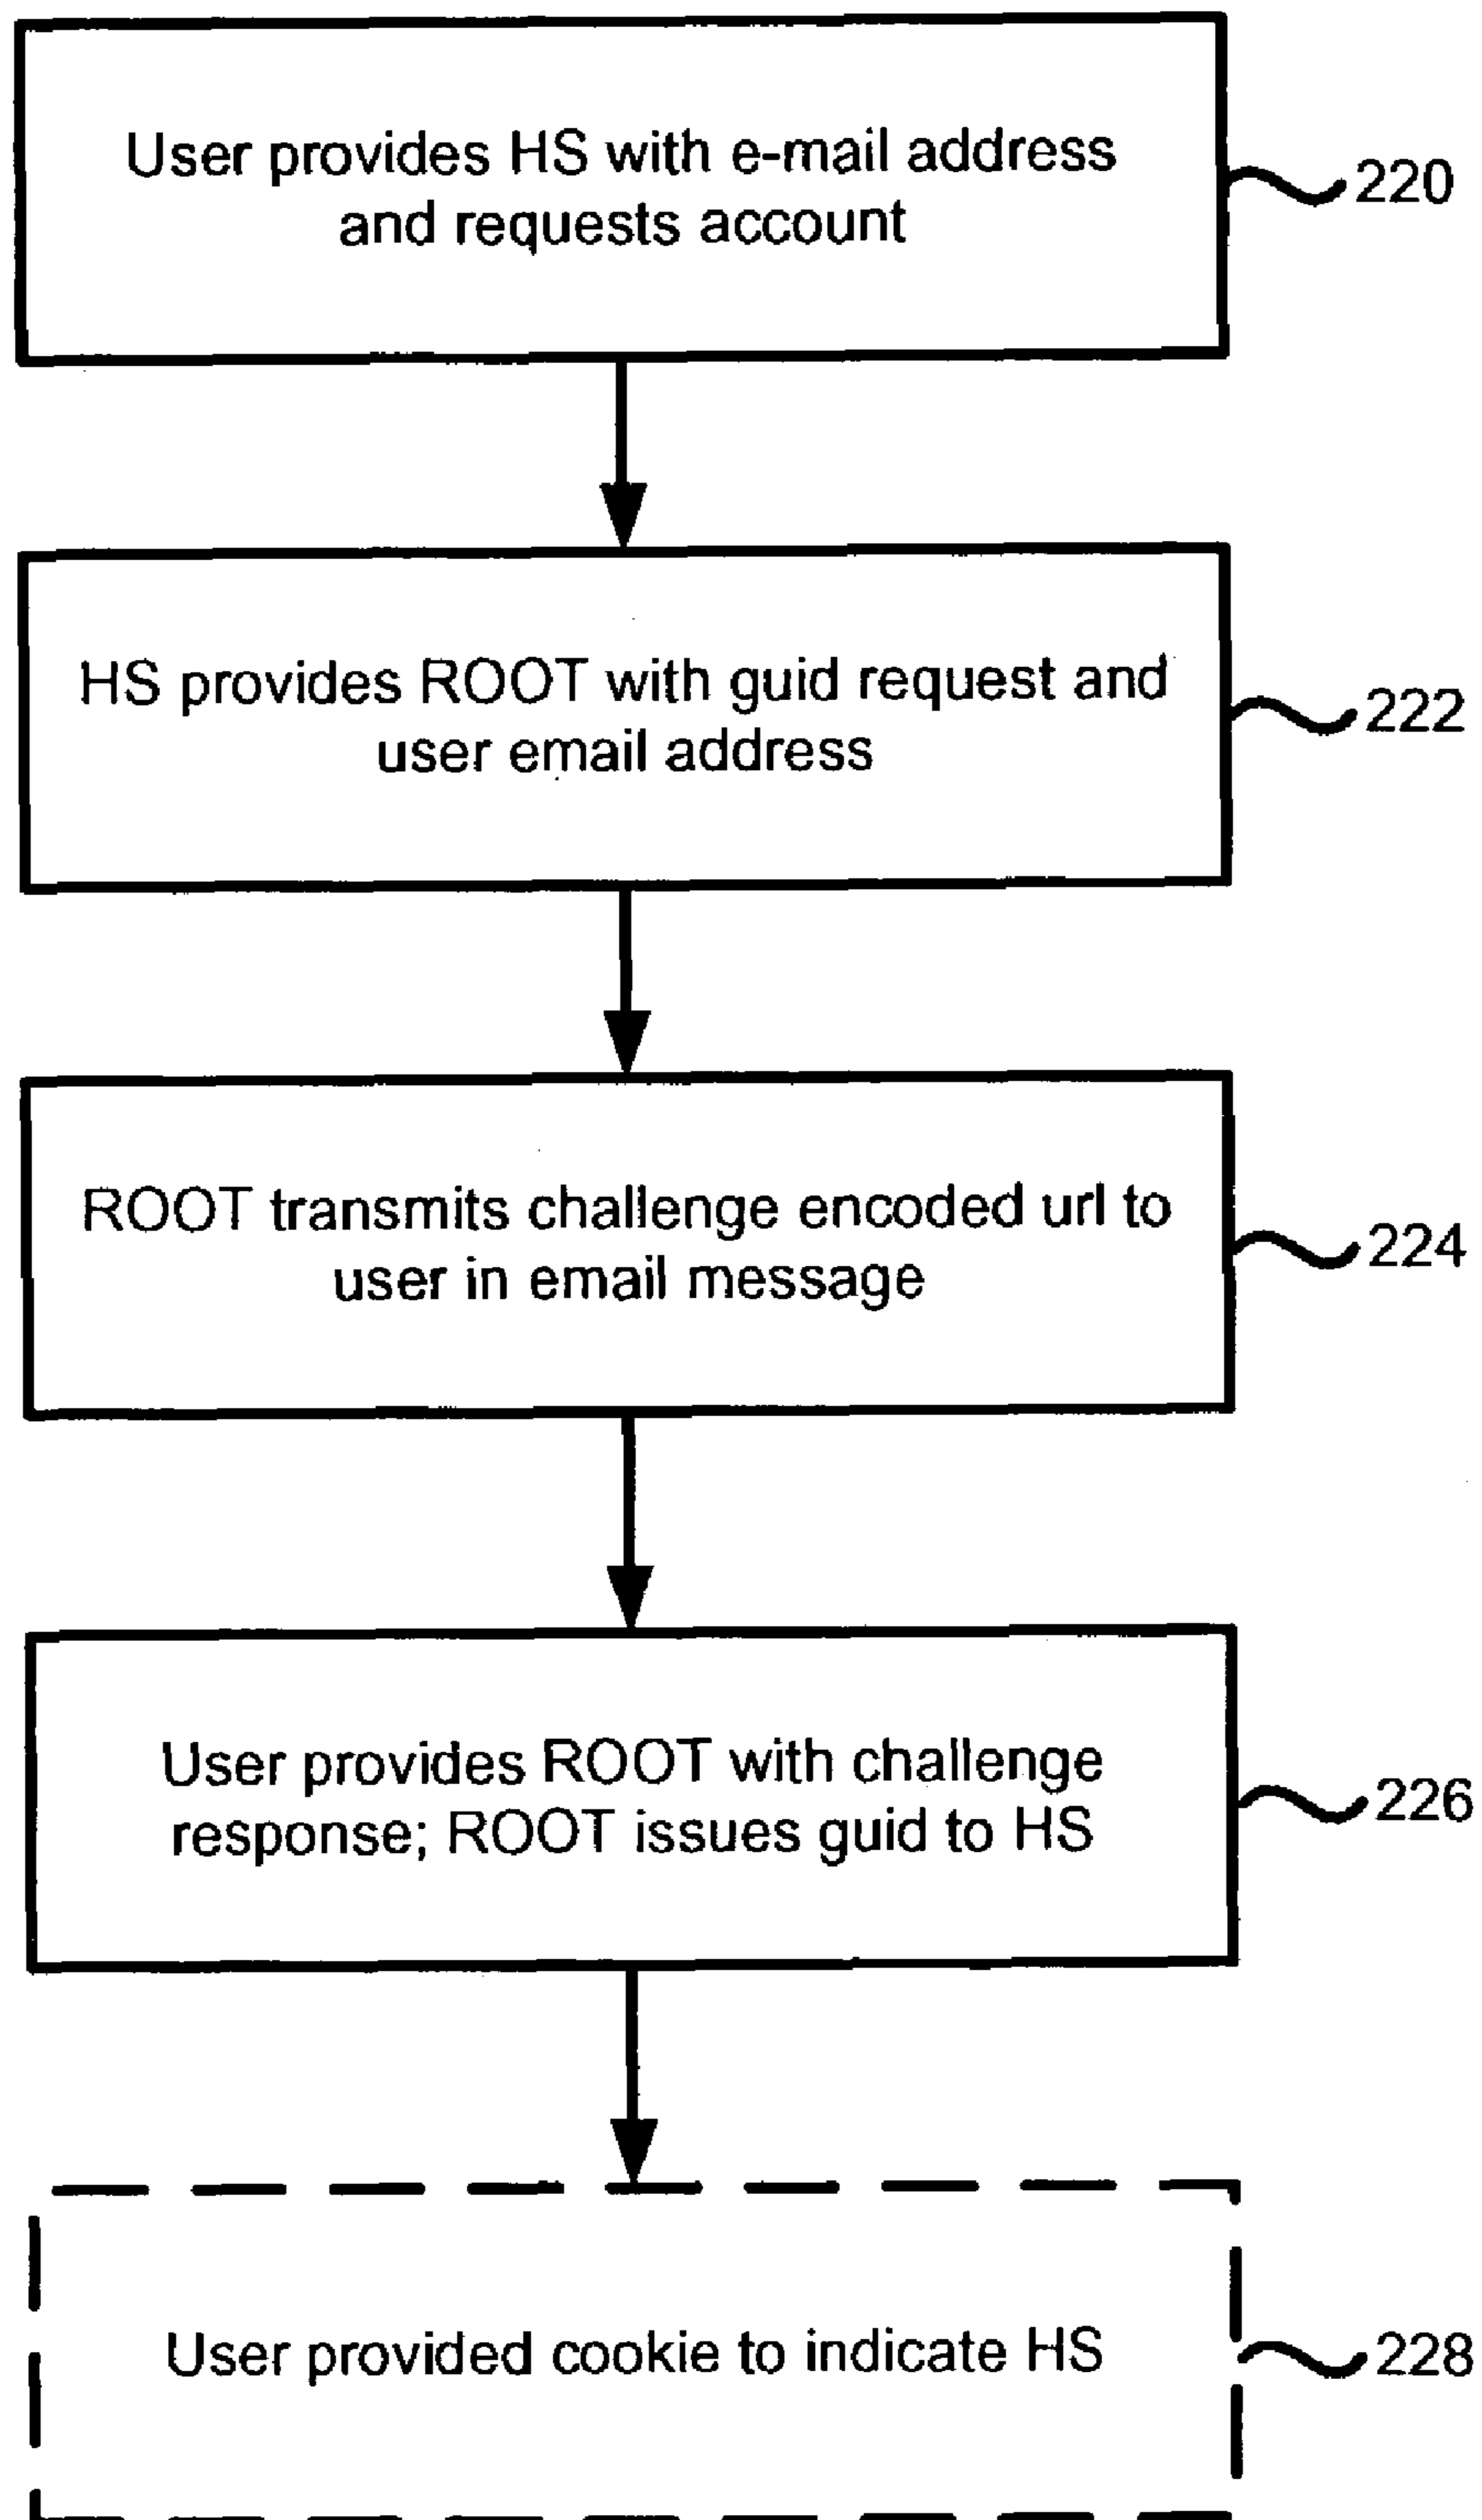 User provides HS with e-mail address
and requests account
220
HS provides ROOT with guid request and
user email address
222
ROOT transmits challenge encoded url to
user in email message
224
User provides ROOT with challenge
response; ROOT issues guid to HS
226
User provided cookie to indicate HS
228